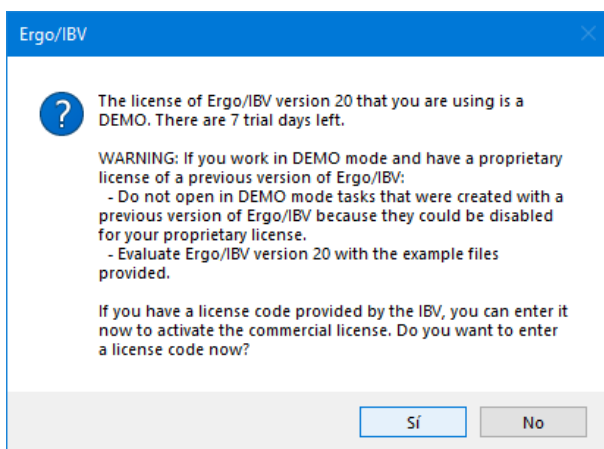 Ergo/IBV
The license of Ergo/IBV version 20 that you are using is a
DEMO. There are 7 trial days left.
WARNING: If you work in DEMO mode and have a proprietary
license of a previous version of Ergo/IBV:
- Do not open in DEMO mode tasks that were created with a
previous version of Ergo/IBV because they could be disabled
for your proprietary license.
- Evaluate Ergo/IBV version 20 with the example files
provided.
If you have a license code provided by the IBV, you can enter it
now to activate the commercial license. Do you want to enter
a license code now?
Sí No